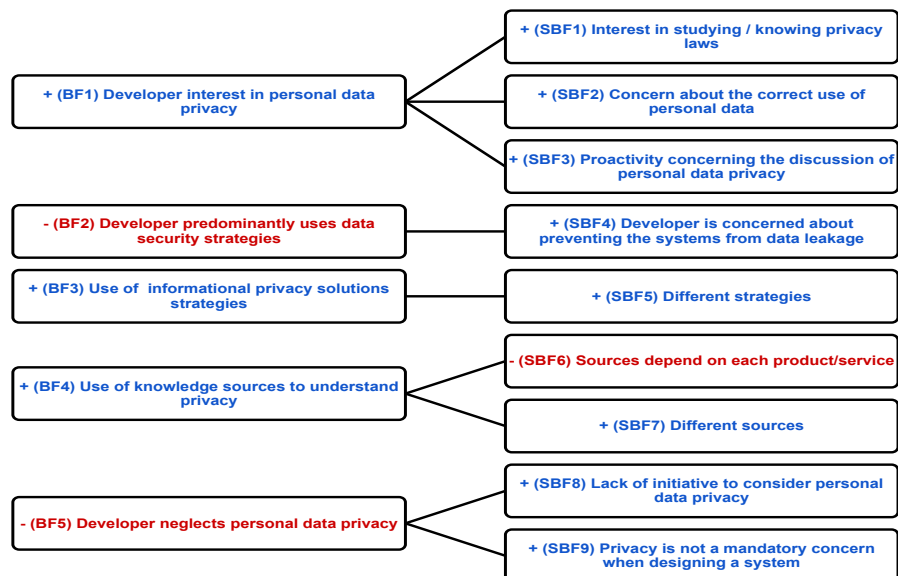 + (SBF1) Interest in studying / knowing privacy
laws
+ (BF1) Developer interest in personal data
privacy
+ (SBF2) Concern about the correct use of
personal data
+ (SBF3) Proactivity concerning the discussion of
personal data privacy
- (BF2) Developer predominantly uses data
security strategies
+ (SBF4) Developer is concerned about
preventing the systems from data leakage
+ (BF3) Use of  informational privacy solutions
strategies
+ (SBF5) Different strategies
- (SBF6) Sources depend on each product/service
+ (BF4) Use of knowledge sources to understand
privacy
+ (SBF7) Different sources
+ (SBF8) Lack of initiative to consider personal
data privacy
- (BF5) Developer neglects personal data privacy
+ (SBF9) Privacy is not a mandatory concern
when designing a system